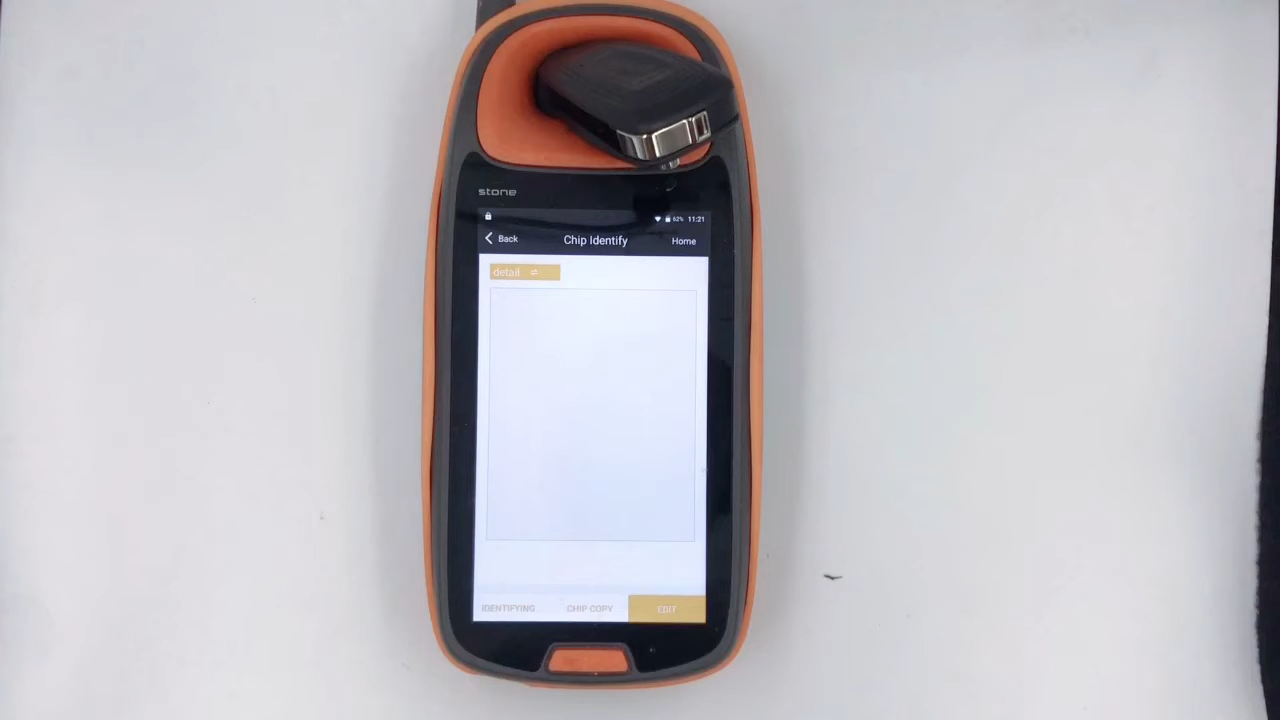 stone
62% 11:21
Back Chip Identify Home
detail
IDENTIFYING CHIP COPY EDIT